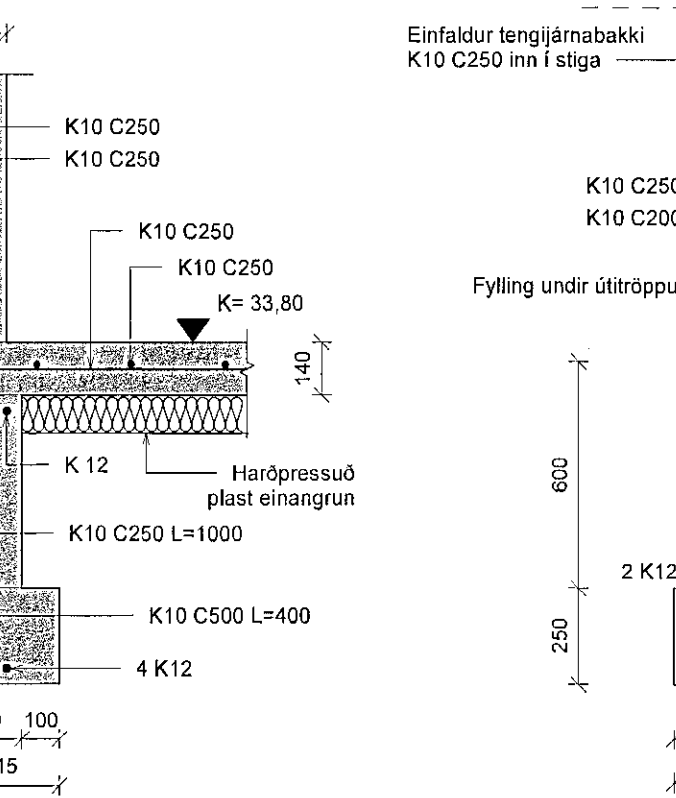 Einfaldur tengijárnabakki
K10 C250 inn í stiga
K10 C250
K10 C250
K10 C250
K10 C200
K10 C250
K10 C250
K= 33,80
Fylling undir útitröppu
140
K 12
Harðpressuð
plast einangrun
600
K10 C250 L=1000
2 K12
K10 C500 L=400
250
4 K12
100
15